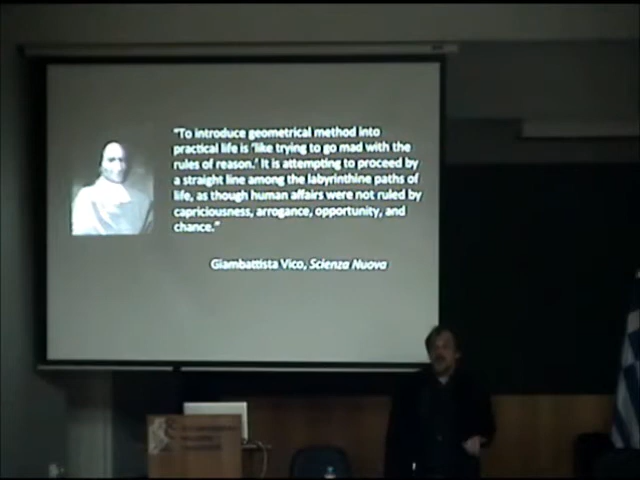 "To introduce geometrical method into
practical life is 'like trying to go mad with the
rules of reason.' It is attempting to proceed by
a straight line among the labyrinthine paths of
life, as though human affairs were not ruled by
capriciousness, arrogance, opportunity, and
chance."
Giambattista Vico, Scienza Nuova